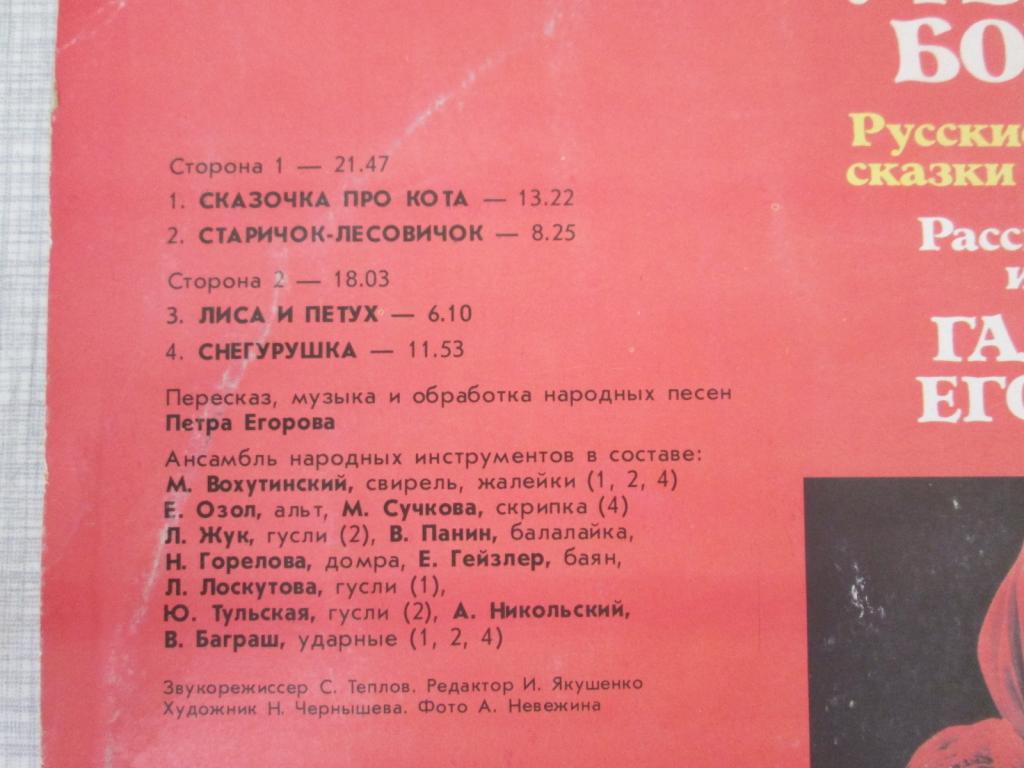 Сторона 1 — 21.47
1. СКАЗОЧКА ПРО КОТА — 13.22
2. СТАРИЧОК-ЛЕСОВИЧОК — 8.25
Сторона 2 — 18.03
3. ЛИСА И ПЕТУХ — 6.10
4. СНЕГУРУШКА — 11.53
Пересказ, музыка и обработка народных песен
Петра Егорова
Ансамбль народных инструментов в составе:
М. Вохутинский, свирель, жалейки (1, 2, 4)
Е. Озол, альт, М. Сучкова, скрипка (4)
Л. Жук, гусли (2), В. Панин, балалайка,
Н. Горелова, домра, Е. Гейзлер, баян,
Л. Лоскутова, гусли (1),
Ю. Тульская, гусли (2), А. Никольский,
В. Баграш, ударные (1, 2, 4)
Звукорежиссер С. Теплов. Редактор И. Якушенко
Художник Н. Чернышева. Фото А. Невежина
БО
Русские
сказки
Расс
и
ГА
ЕГО